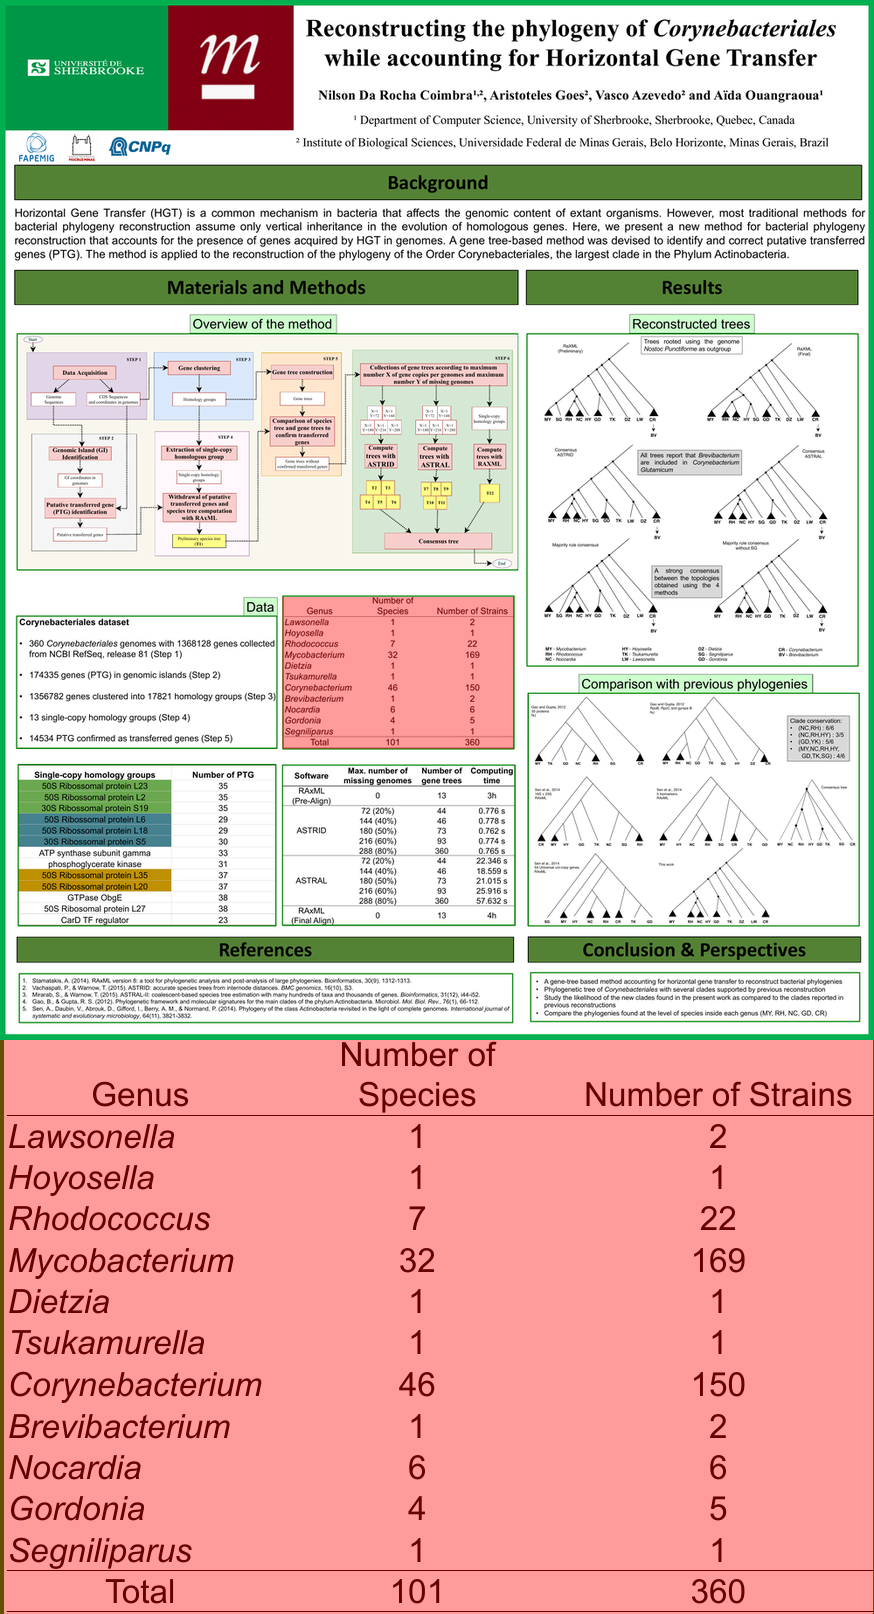 UNIVERSITÉ DE
SHERBROOKE
m
Reconstructing the phylogeny of Corynebacteriales
while accounting for Horizontal Gene Transfer
Nilson Da Rocha Coimbra¹,², Aristoteles Goes², Vasco Azevedo² and Aïda Ouangraoua¹
¹ Department of Computer Science, University of Sherbrooke, Sherbrooke, Quebec, Canada
² Institute of Biological Sciences, Universidade Federal de Minas Gerais, Belo Horizonte, Minas Gerais, Brazil
FAPEMIG
CNPq
Background
Horizontal Gene Transfer (HGT) is a common mechanism in bacteria that affects the genomic content of extant organisms. However, most traditional methods for
bacterial phylogeny reconstruction assume only vertical inheritance in the evolution of homologous genes. Here, we present a new method for bacterial phylogeny
reconstruction that accounts for the presence of genes acquired by HGT in genomes. A gene tree-based method was devised to identify and correct putative transferred
genes (PTG). The method is applied to the reconstruction of the phylogeny of the Order Corynebacteriales, the largest clade in the Phylum Actinobacteria.
Materials and Methods
Overview of the method
Start
STEP 1
Data Acquisition
Genome
Sequences
CDS Sequences
and coordinates in genomes
STEP 2
Genomic Island (GI)
Identification
GI coordinates in
genomes
Putative transferred gene
(PTG) identification
Putative transferred genes
STEP 3
Gene clustering
Homology groups
STEP 4
Extraction of single-copy
homologous group
Single-copy homology
groups
Withdrawal of putative
transferred genes and
species tree computation
with RAxML
Preliminary species tree
(T1)
STEP 5
Gene tree construction
Gene trees
Comparison of species
tree and gene trees to
confirm transferred
genes
Gene trees without
confirmed transferred genes
STEP 6
Collections of gene trees according to maximum
number X of gene copies per genomes and maximum
number Y of missing genomes
Single-copy
homology groups
Compute
trees with
ASTRID
Compute
trees with
ASTRAL
Compute
trees with
RAXML
T2 T3
T4 T5 T6
T7 T8 T9
T10 T11
T12
Consensus tree
End
Data
Corynebacteriales dataset
• 360 Corynebacteriales genomes with 1368128 genes collected
from NCBI RefSeq, release 81 (Step 1)
• 174335 genes (PTG) in genomic islands (Step 2)
• 1356782 genes clustered into 17821 homology groups (Step 3)
• 13 single-copy homology groups (Step 4)
• 14534 PTG confirmed as transferred genes (Step 5)
Number of
Genus Species Number of Strains
Lawsonella 1 2
Hoyosella 1 1
Rhodococcus 7 22
Mycobacterium 32 169
Dietzia 1 1
Tsukamurella 1 1
Corynebacterium 46 150
Brevibacterium 1 2
Nocardia 6 6
Gordonia 4 5
Segniliparus 1 1
Total 101 360
Single-copy homology groups Number of PTG
50S Ribossomal protein L23 35
50S Ribossomal protein L2 35
30S Ribossomal protein S19 35
50S Ribossomal protein L6 29
50S Ribossomal protein L18 29
30S Ribossomal protein S5 30
ATP synthase subunit gamma 33
phosphoglycerate kinase 31
50S Ribossomal protein L35 37
50S Ribossomal protein L20 37
GTPase ObgE 38
50S Ribosomal protein L27 38
CarD TF regulator 23
Software Max. number of missing genomes Number of gene trees Computing time
RAxML (Pre-Align) 0 13 3h
ASTRID
72 (20%) 44 0.776 s
144 (40%) 46 0.778 s
180 (50%) 73 0.762 s
216 (60%) 93 0.774 s
288 (80%) 360 0.765 s
ASTRAL
72 (20%) 44 22.346 s
144 (40%) 46 18.559 s
180 (50%) 73 21.015 s
216 (60%) 93 25.916 s
288 (80%) 360 57.632 s
RAxML (Final Align) 0 13 4h
Results
Reconstructed trees
RaXML
(Preliminary)
Trees rooted using the genome
Nostoc Punctiforme as outgroup
RaXML
(Final)
Consensus
ASTRID
All trees report that Brevibacterium
are included in Corynebacterium
Glutamicum
Consensus
ASTRAL
Majority rule consensus
A strong consensus
between the topologies
obtained using the 4
methods
Majority rule consensus
without SG
MY - Mycobacterium HY - Hoyosella DZ - Dietzia CR - Corynebacterium
RH - Rhodococcus TK - Tsukamurella SG - Segniliparus BV - Brevibacterium
NC - Nocardia LW - Lawsonella GD - Gordonia
Comparison with previous phylogenies
Gao and Gupta, 2012
35 proteins
NJ
Gao and Gupta, 2012
Clade conservation:
• (NC,RH) : 6/6
• (NC,RH,HY) : 3/5
• (GD,YK) : 5/6
• (MY,NC,RH,HY,
GD,TK,SG) : 4/6
Consensus tree
This work
References
1. Stamatakis, A. (2014). RAxML version 8: a tool for phylogenetic analysis and post-analysis of large phylogenies. Bioinformatics, 30(9), 1312-1313.
2. Vachaspati, P., & Warnow, T. (2015). ASTRID: accurate species trees from internode distances. BMC genomics, 16(10), S3.
3. Mirarab, S., & Warnow, T. (2015). ASTRAL-II: coalescent-based species tree estimation with many hundreds of taxa and thousands of genes. Bioinformatics, 31(12), i44-i52.
4. Gao, B., & Gupta, R. S. (2012). Phylogenetic framework and molecular signatures for the main clades of the phylum Actinobacteria. Microbiol. Mol. Biol. Rev., 76(1), 66-112.
5. Sen, A., Daubin, V., Abrouk, D., Gifford, I., Berry, A. M., & Normand, P. (2014). Phylogeny of the class Actinobacteria revisited in the light of complete genomes. International journal of
systematic and evolutionary microbiology, 64(11), 3821-3832.
Conclusion & Perspectives
• A gene-tree based method accounting for horizontal gene transfer to reconstruct bacterial phylogenies
• Phylogenetic tree of Corynebacteriales with several clades supported by previous reconstruction
• Study the likelihood of the new clades found in the present work as compared to the clades reported in
previous reconstructions
• Compare the phylogenies found at the level of species inside each genus (MY, RH, NC, GD, CR)
Number of
Genus Species Number of Strains
Lawsonella 1 2
Hoyosella 1 1
Rhodococcus 7 22
Mycobacterium 32 169
Dietzia 1 1
Tsukamurella 1 1
Corynebacterium 46 150
Brevibacterium 1 2
Nocardia 6 6
Gordonia 4 5
Segniliparus 1 1
Total 101 360